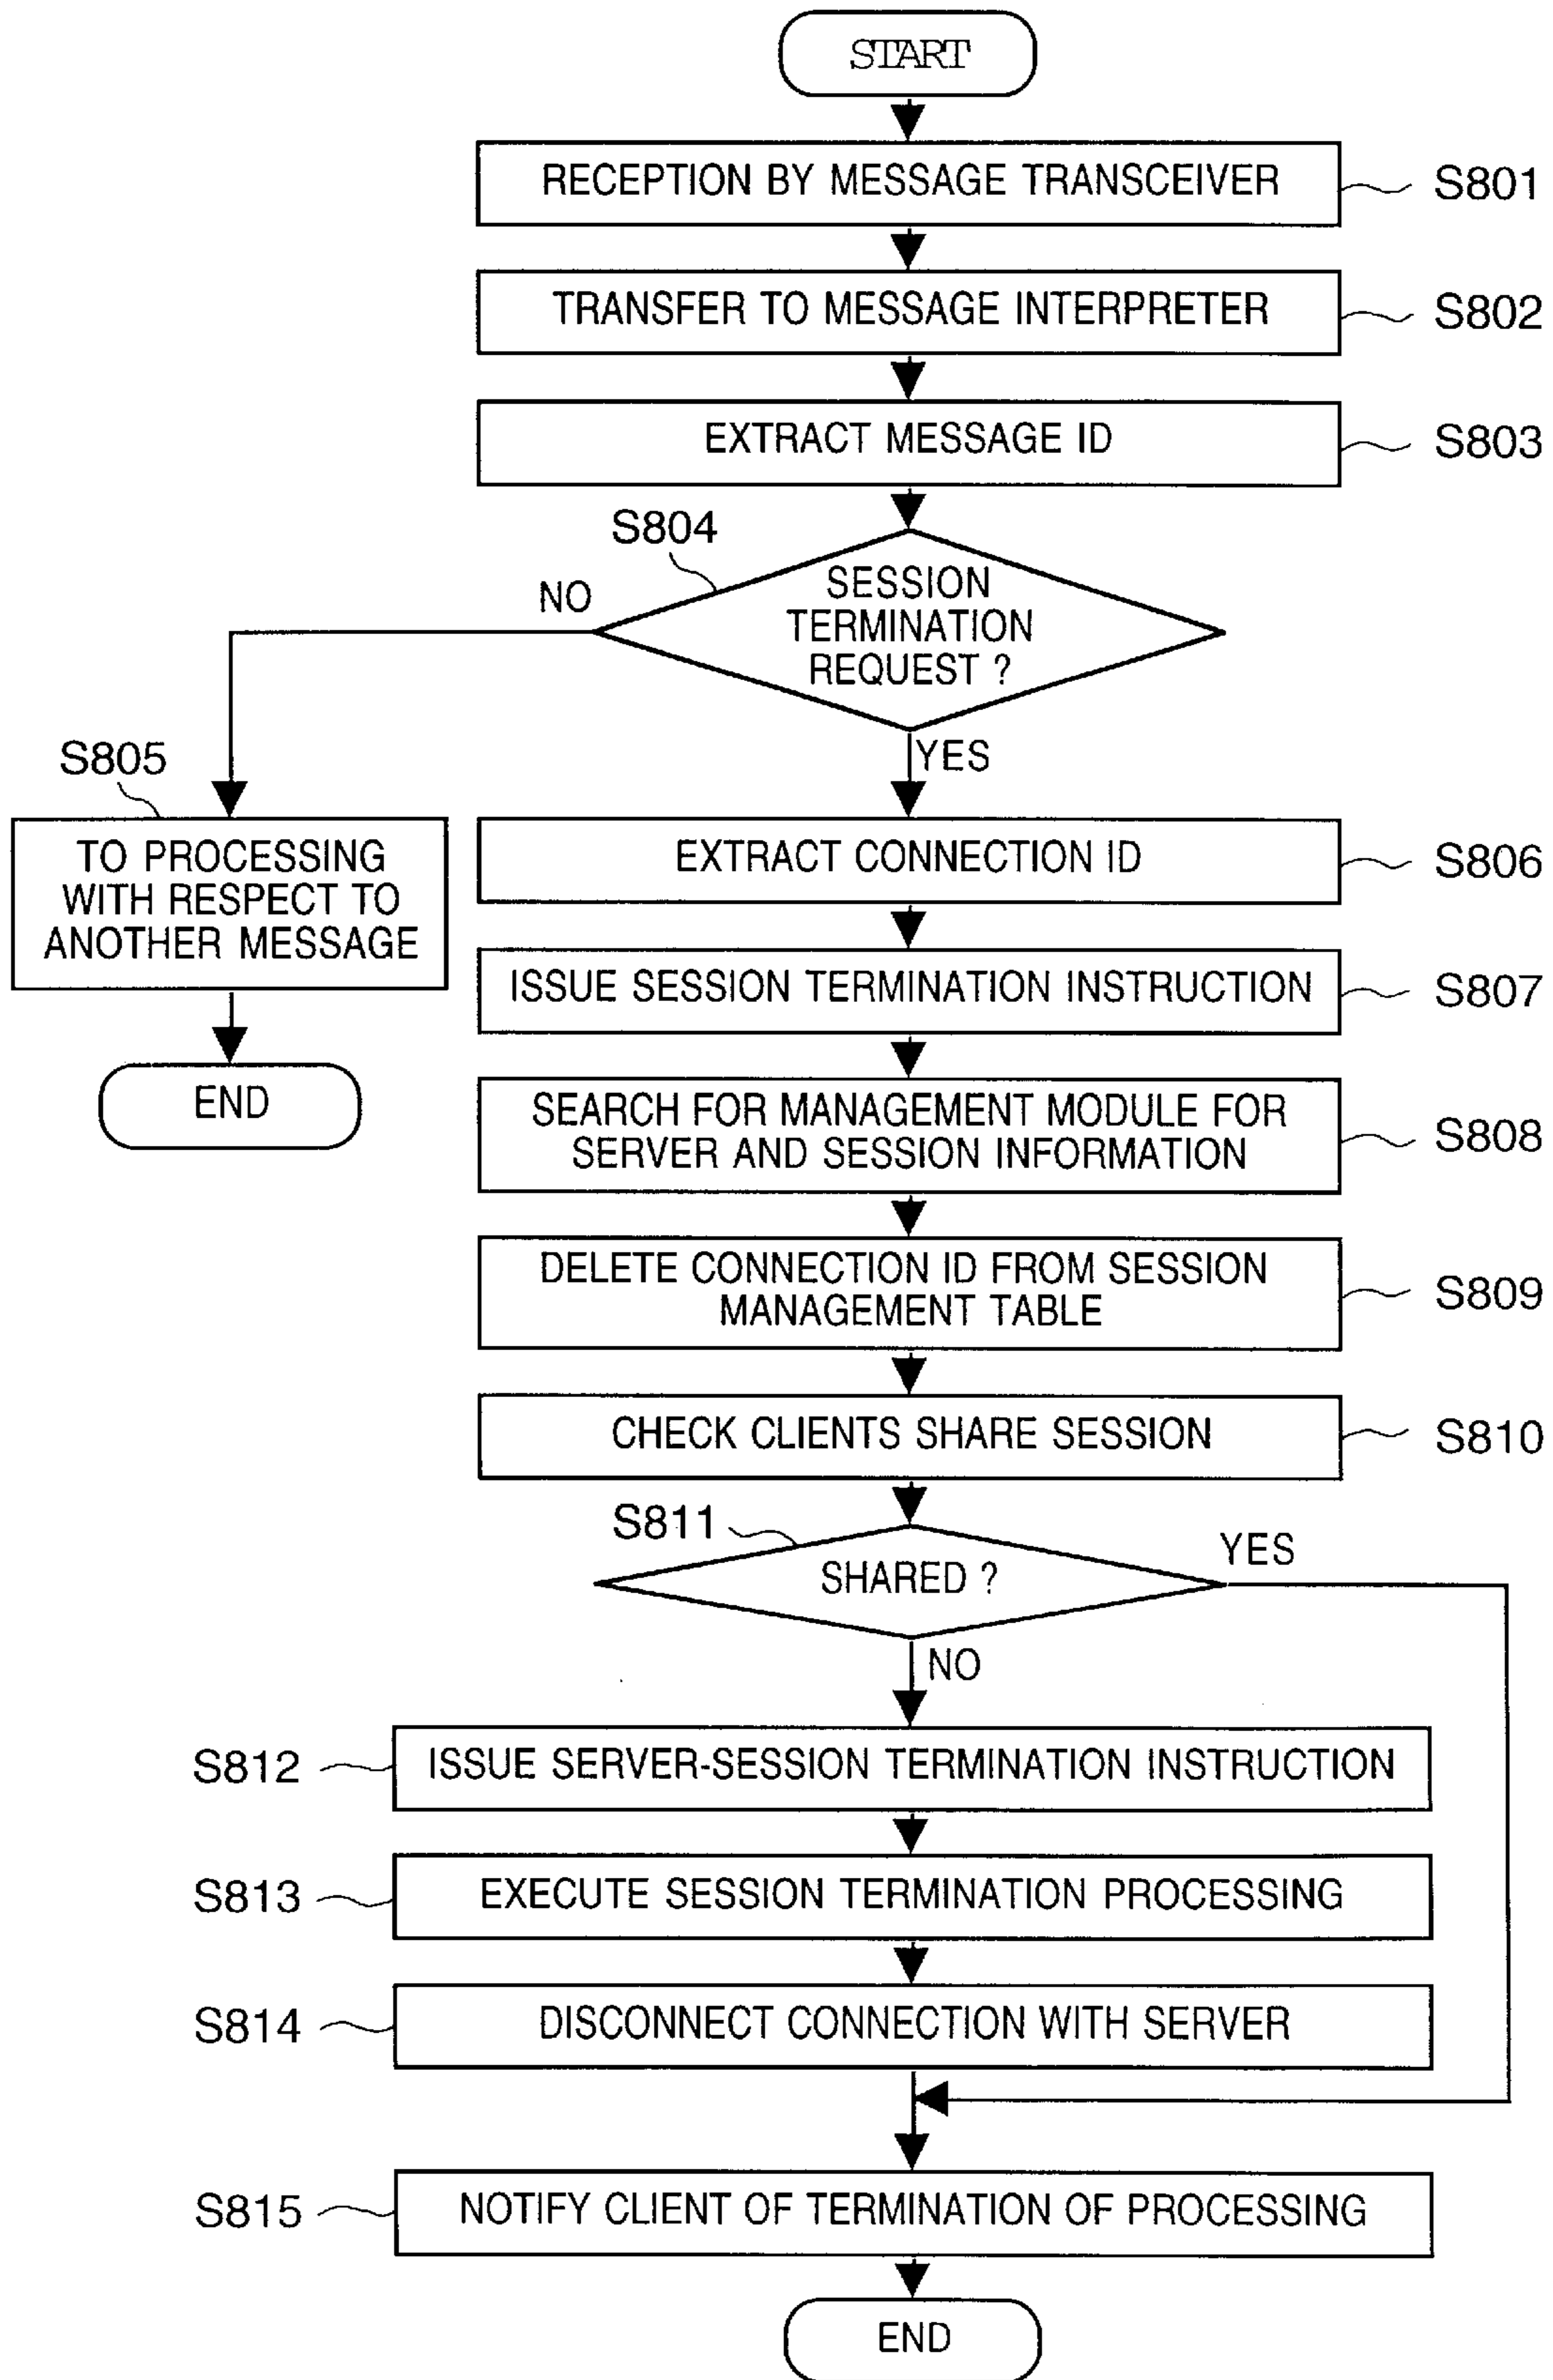 START
RECEPTION BY MESSAGE TRANSCEIVER
S801
TRANSFER TO MESSAGE INTERPRETER
S802
EXTRACT MESSAGE ID
S803
S804
SESSION
TERMINATION
REQUEST ?
NO
YES
S805
TO PROCESSING
WITH RESPECT TO
ANOTHER MESSAGE
END
EXTRACT CONNECTION ID
S806
ISSUE SESSION TERMINATION INSTRUCTION
S807
SEARCH FOR MANAGEMENT MODULE FOR
SERVER AND SESSION INFORMATION
S808
DELETE CONNECTION ID FROM SESSION
MANAGEMENT TABLE
S809
CHECK CLIENTS SHARE SESSION
S810
S811
SHARED ?
YES
NO
S812
ISSUE SERVER-SESSION TERMINATION INSTRUCTION
S813
EXECUTE SESSION TERMINATION PROCESSING
S814
DISCONNECT CONNECTION WITH SERVER
S815
NOTIFY CLIENT OF TERMINATION OF PROCESSING
END